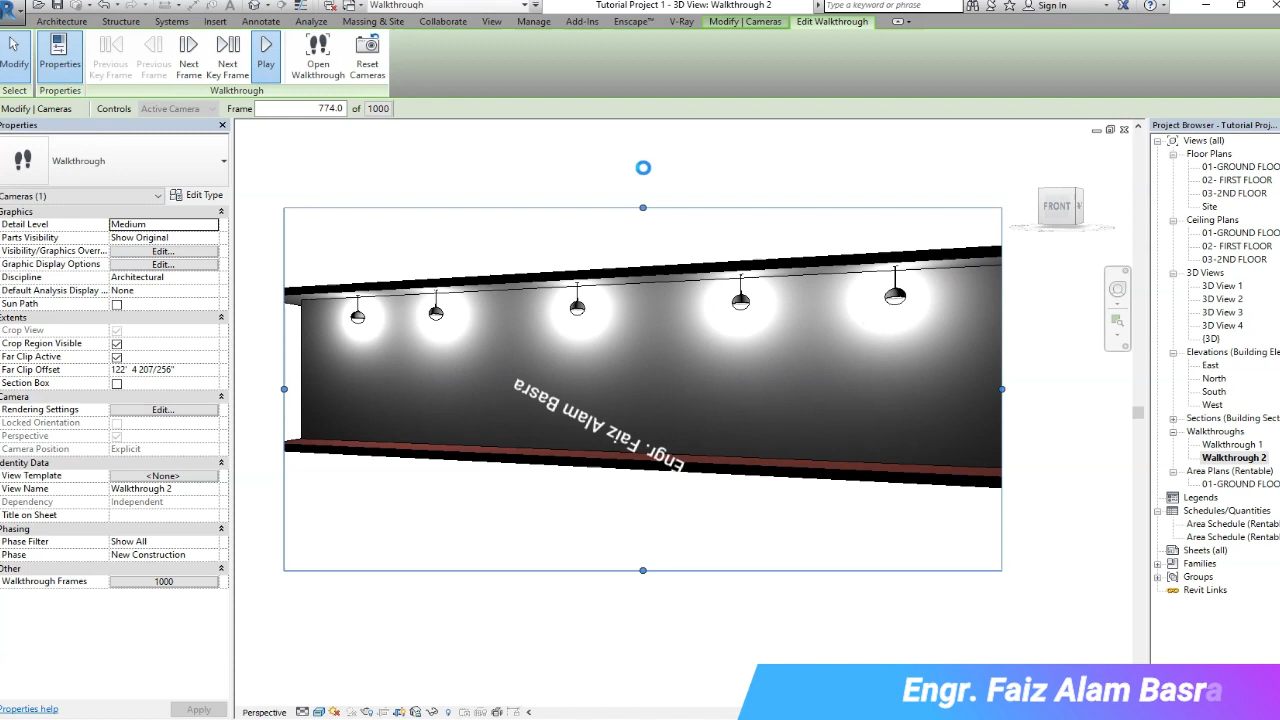 Walkthrough
Tutorial Project 1 - 3D View: Walkthrough 2
Type a keyword or phrase
Sign In
Architecture
Structure
Systems
Insert
Annotate
Analyze
Massing & Site
Collaborate
View
Manage
Add-Ins
Enscape™
V-Ray
Modify | Cameras
Edit Walkthrough
Modify
Properties
Previous Key Frame
Previous Frame
Next Frame
Next Key Frame
Play
Open Walkthrough
Reset Cameras
Select
Properties
Walkthrough
Modify | Cameras
Controls
Active Camera
Frame
774.0
of
1000
Properties
Walkthrough
Cameras (1)
Edit Type
Graphics
Detail Level
Medium
Parts Visibility
Show Original
Visibility/Graphics Overr...
Edit...
Graphic Display Options
Edit...
Discipline
Architectural
Default Analysis Display ...
None
Sun Path
Extents
Crop View
Crop Region Visible
Far Clip Active
Far Clip Offset
122' 4 207/256"
Section Box
Camera
Rendering Settings
Edit...
Locked Orientation
Perspective
Camera Position
Explicit
Identity Data
View Template
<None>
View Name
Walkthrough 2
Dependency
Independent
Title on Sheet
Phasing
Phase Filter
Show All
Phase
New Construction
Other
Walkthrough Frames
1000
Properties help
Apply
FRONT
Engr. Faiz Alam Basra
Perspective
Project Browser - Tutorial Proj...
Views (all)
Floor Plans
01-GROUND FLOO
02- FIRST FLOOR
03-2ND FLOOR
Site
Ceiling Plans
01-GROUND FLOO
02- FIRST FLOOR
03-2ND FLOOR
3D Views
3D View 1
3D View 2
3D View 3
3D View 4
{3D}
Elevations (Building Ele
East
North
South
West
Sections (Building Sect
Walkthroughs
Walkthrough 1
Walkthrough 2
Area Plans (Rentable)
01-GROUND FLOO
Legends
Schedules/Quantities
Area Schedule (Rentab
Area Schedule (Rentab
Sheets (all)
Families
Groups
Revit Links
Engr. Faiz Alam Basra